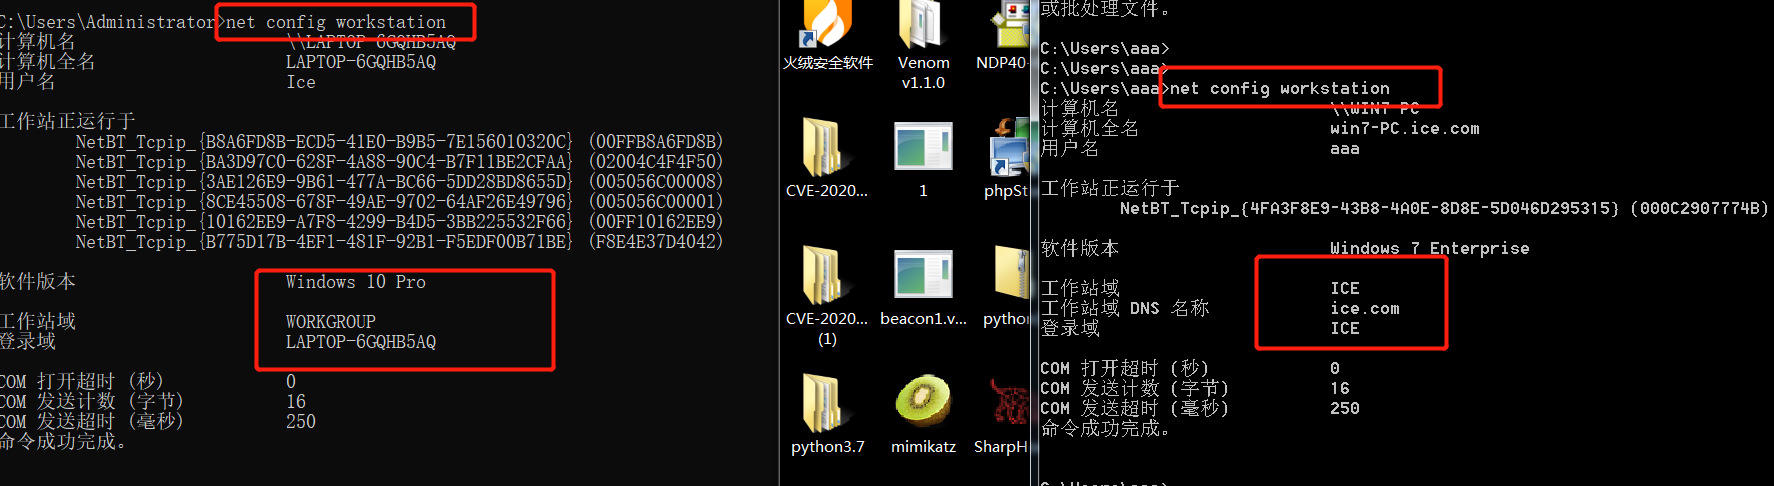 C:\Users\Administrator>net config workstation
计算机名 \\LAPTOP-6GQHB5AQ
计算机全名 LAPTOP-6GQHB5AQ
用户名 Ice
工作站正运行于
NetBT_Tcpip_{B8A6FD8B-ECD5-41E0-B9B5-7E156010320C} (00FFB8A6FD8B)
NetBT_Tcpip_{BA3D97C0-628F-4A88-90C4-B7F11BE2CFAA} (02004C4F4F50)
NetBT_Tcpip_{3AE126E9-9B61-477A-BC66-5DD28BD8655D} (005056C00008)
NetBT_Tcpip_{8CE45508-678F-49AE-9702-64AF26E49796} (005056C00001)
NetBT_Tcpip_{10162EE9-A7F8-4299-B4D5-3BB225532F66} (00FF10162EE9)
NetBT_Tcpip_{B775D17B-4EF1-481F-92B1-F5EDF00B71BE} (F8E4E37D4042)
软件版本 Windows 10 Pro
工作站域 WORKGROUP
登录域 LAPTOP-6GQHB5AQ
COM 打开超时 (秒) 0
COM 发送计数 (字节) 16
COM 发送超时 (毫秒) 250
命令成功完成。
火绒安全软件 Venom v1.1.0 NDP40-
CVE-2020... 1 phpSt
CVE-2020... (1) beacon1.v... python
python3.7 mimikatz SharpH
或批处理文件。
C:\Users\aaa>
C:\Users\aaa>
C:\Users\aaa>net config workstation
计算机名 \\WIN7-PC
计算机全名 win7-PC.ice.com
用户名 aaa
工作站正运行于
NetBT_Tcpip_{4FA3F8E9-43B8-4A0E-8D8E-5D046D295315} (000C2907774B)
软件版本 Windows 7 Enterprise
工作站域 ICE
工作站域 DNS 名称 ice.com
登录域 ICE
COM 打开超时 (秒) 0
COM 发送计数 (字节) 16
COM 发送超时 (毫秒) 250
命令成功完成。
C:\Users\aaa>